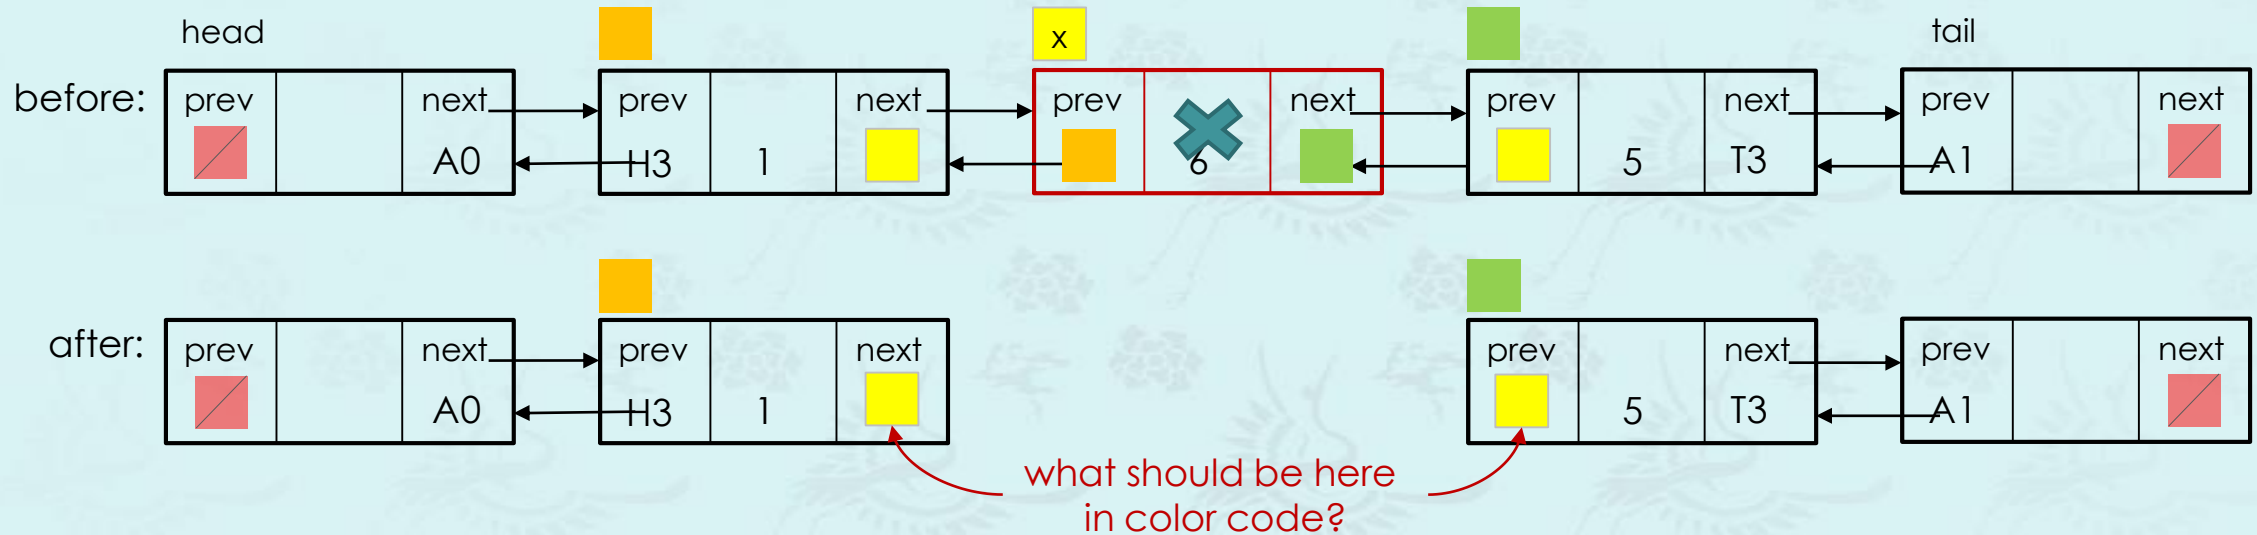 head x tail
before: prev next prev next prev next prev next prev next
A0 H3 1 6 5 T3 A1
after: prev next prev next prev next prev next
A0 H3 1 5 T3 A1
what should be here
in color code?